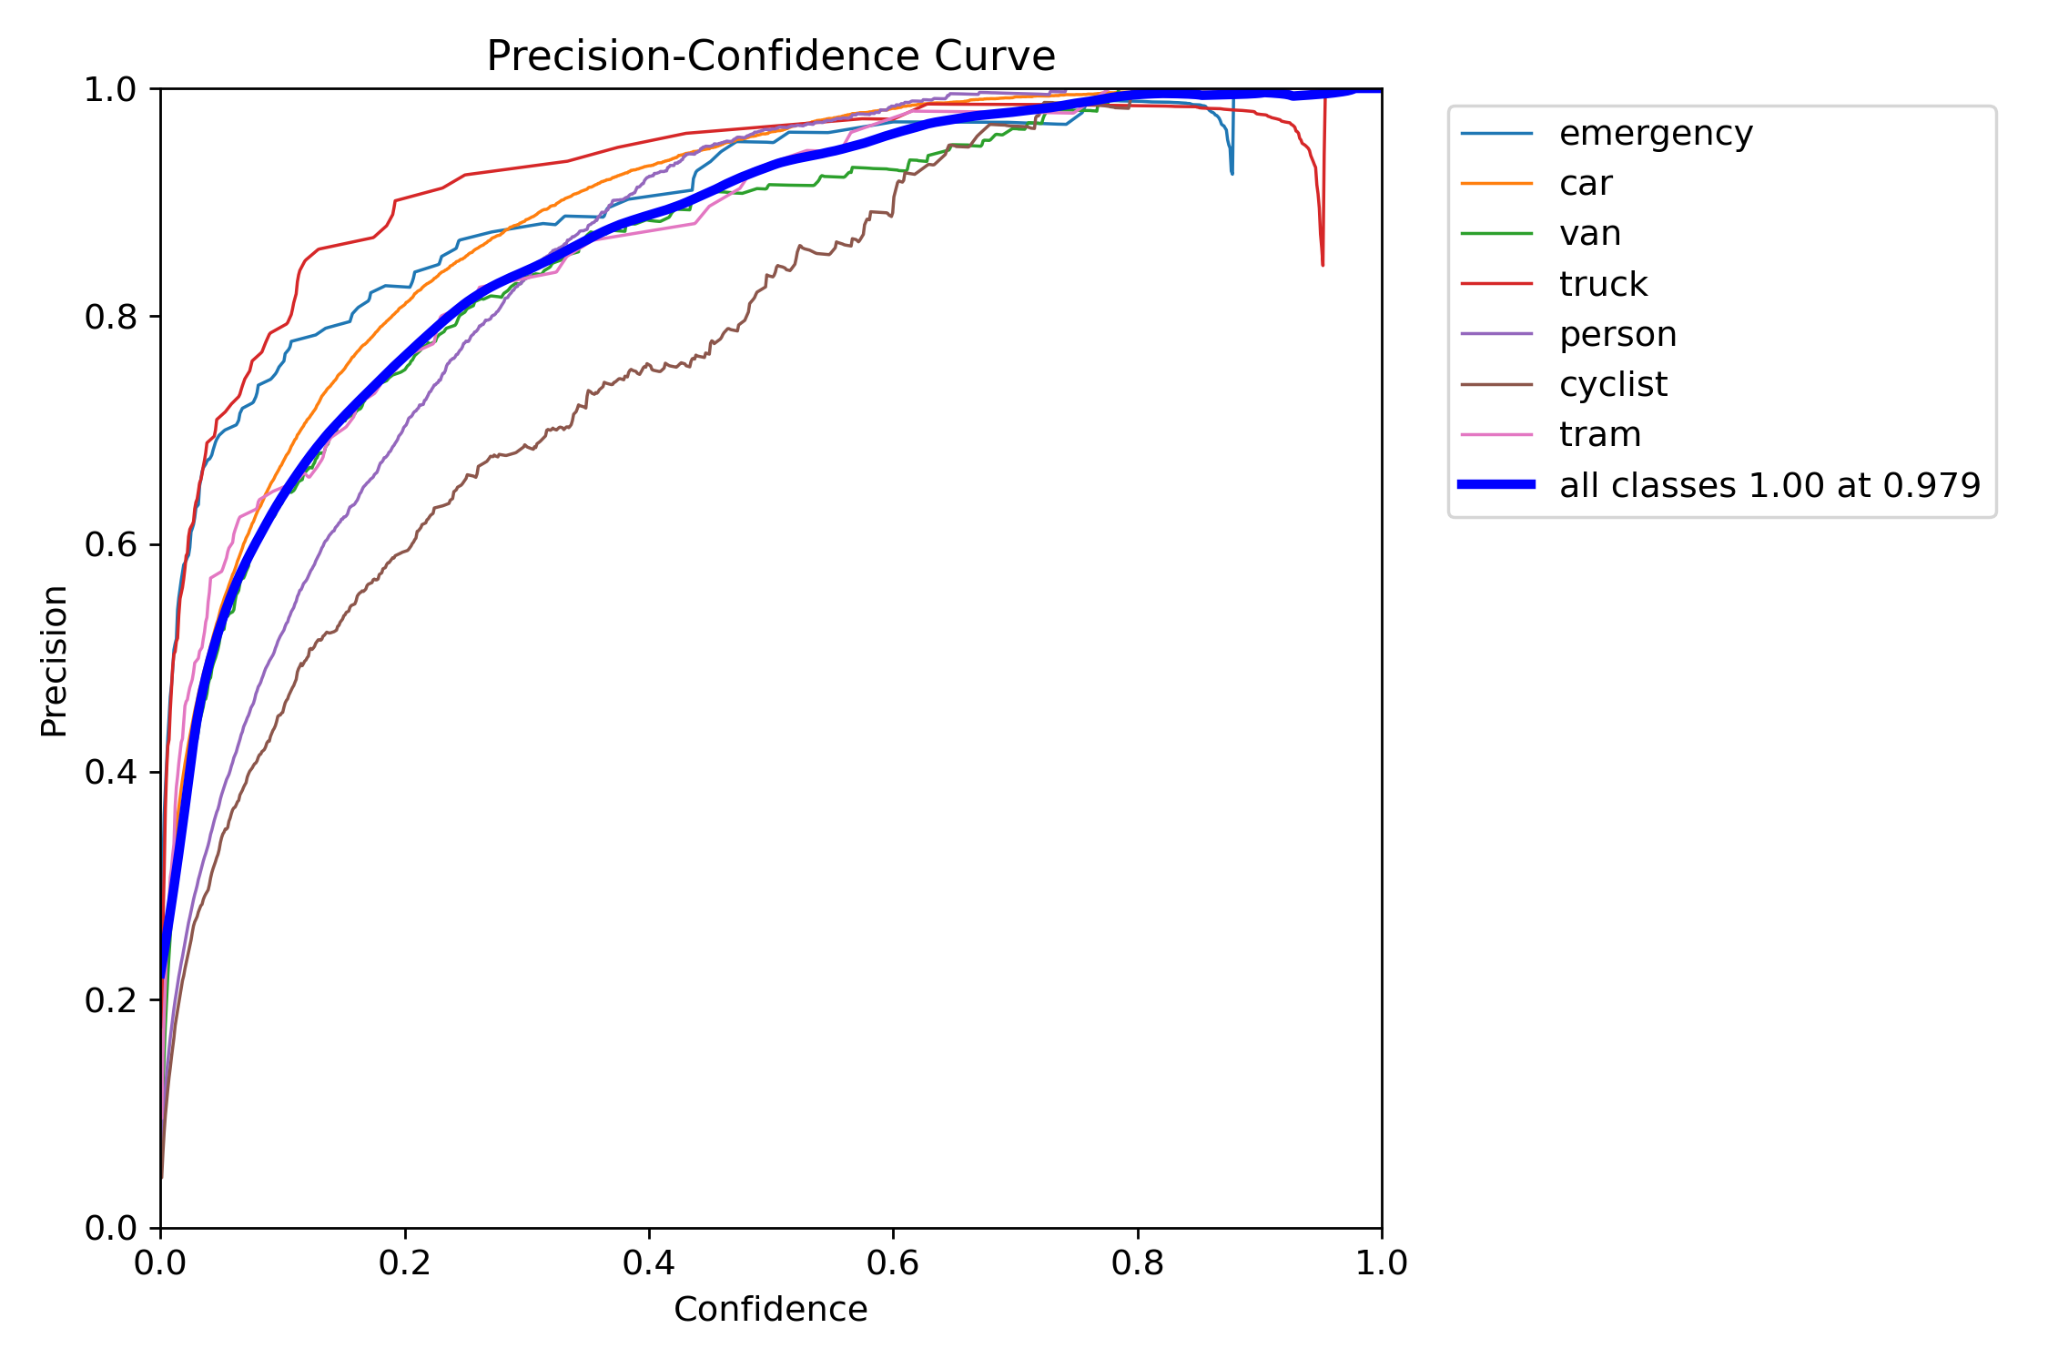 Precision-Confidence Curve
1.0
0.8
0.6
0.4
0.2
0.0
Precision
0.0 0.2 0.4 0.6 0.8 1.0
Confidence
emergency
car
van
truck
person
cyclist
tram
all classes 1.00 at 0.979